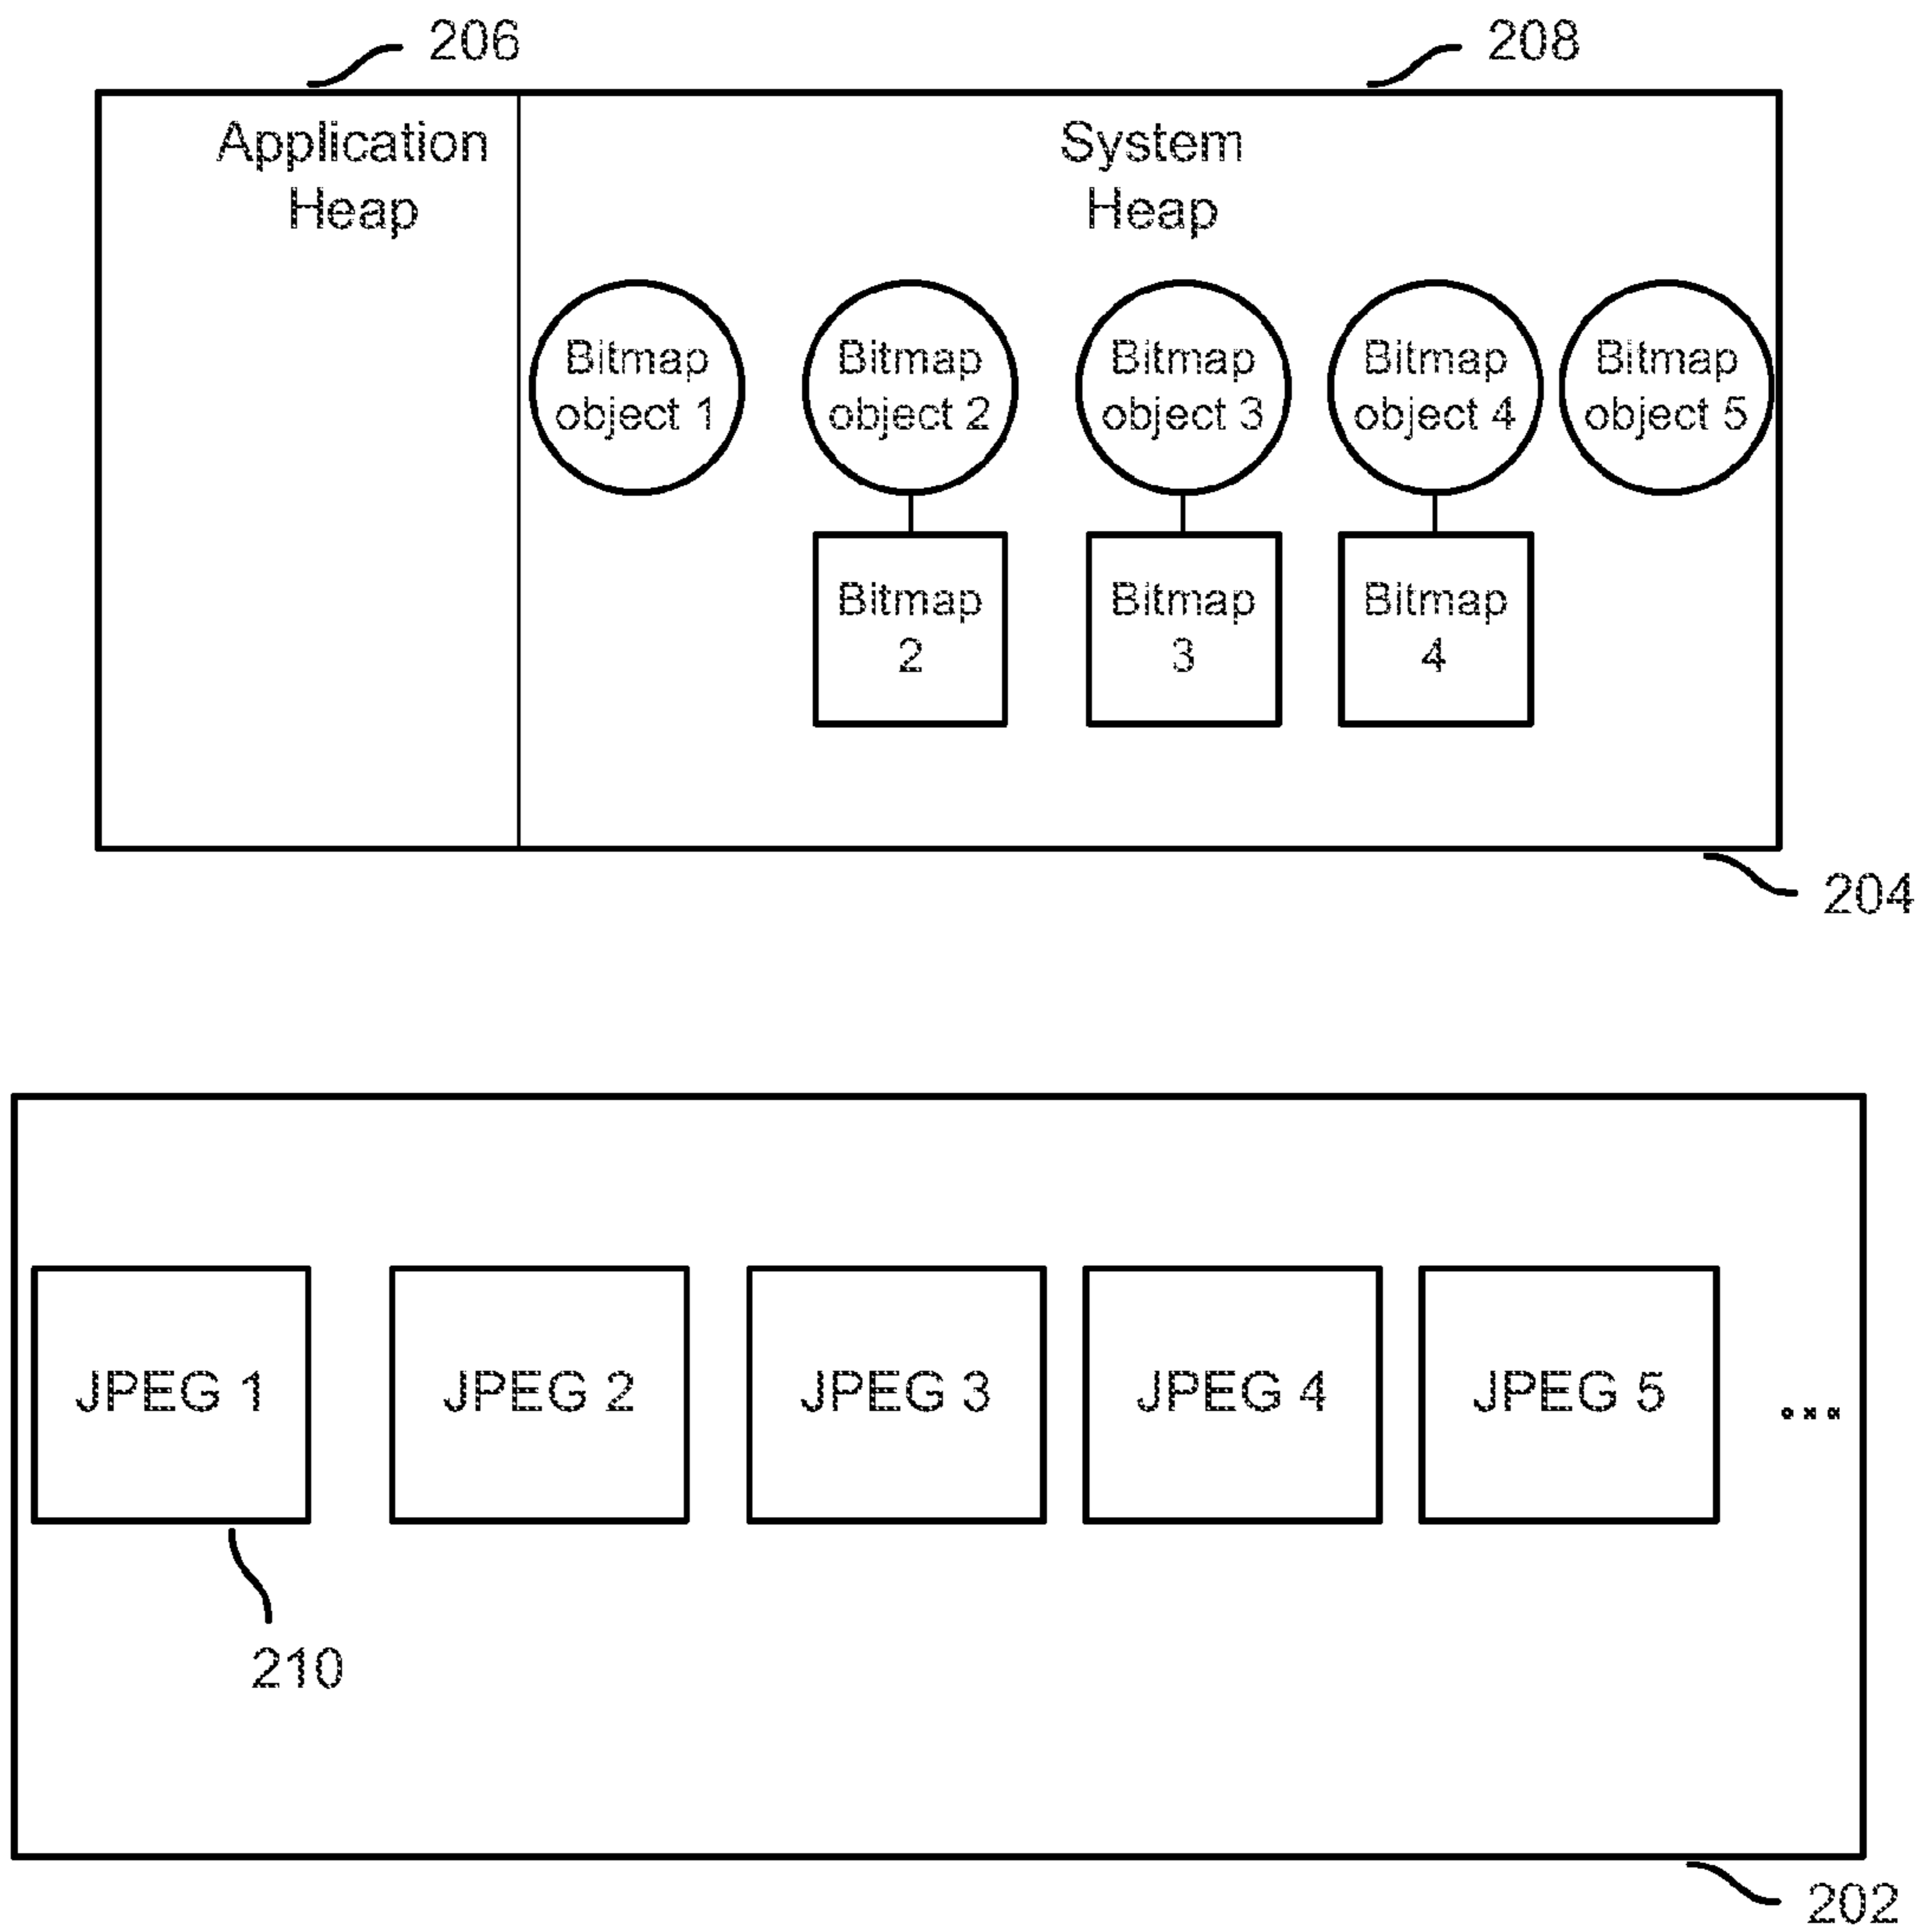 206
208
Application
Heap
System
Heap
Bitmap
object 1
Bitmap
object 2
Bitmap
object 3
Bitmap
object 4
Bitmap
object 5
Bitmap
2
Bitmap
3
Bitmap
4
204
JPEG 1
JPEG 2
JPEG 3
JPEG 4
JPEG 5
...
210
202